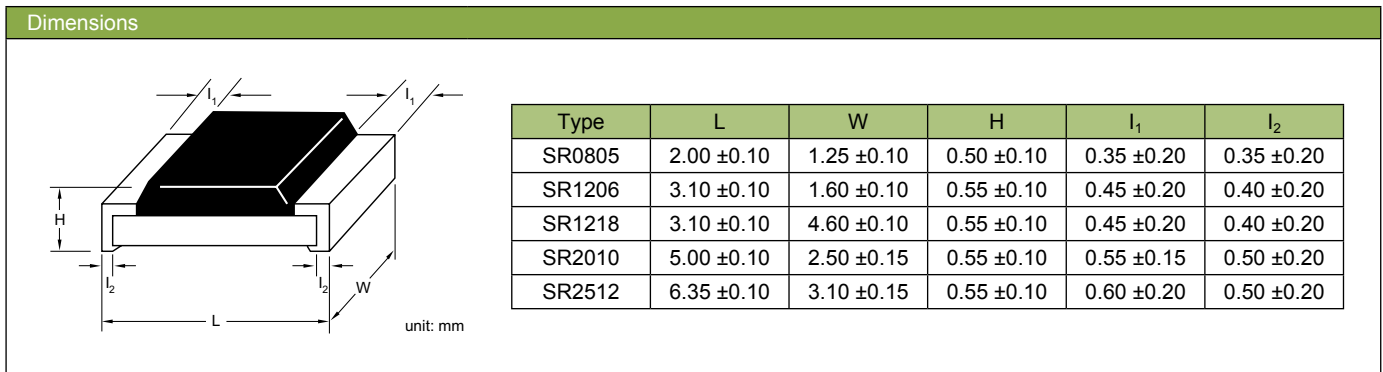 Dimensions
l₁ l₁
H
l₂ l₂ W
L
unit: mm
Type L W H l₁ l₂
SR0805 2.00 ±0.10 1.25 ±0.10 0.50 ±0.10 0.35 ±0.20 0.35 ±0.20
SR1206 3.10 ±0.10 1.60 ±0.10 0.55 ±0.10 0.45 ±0.20 0.40 ±0.20
SR1218 3.10 ±0.10 4.60 ±0.10 0.55 ±0.10 0.45 ±0.20 0.40 ±0.20
SR2010 5.00 ±0.10 2.50 ±0.15 0.55 ±0.10 0.55 ±0.15 0.50 ±0.20
SR2512 6.35 ±0.10 3.10 ±0.15 0.55 ±0.10 0.60 ±0.20 0.50 ±0.20